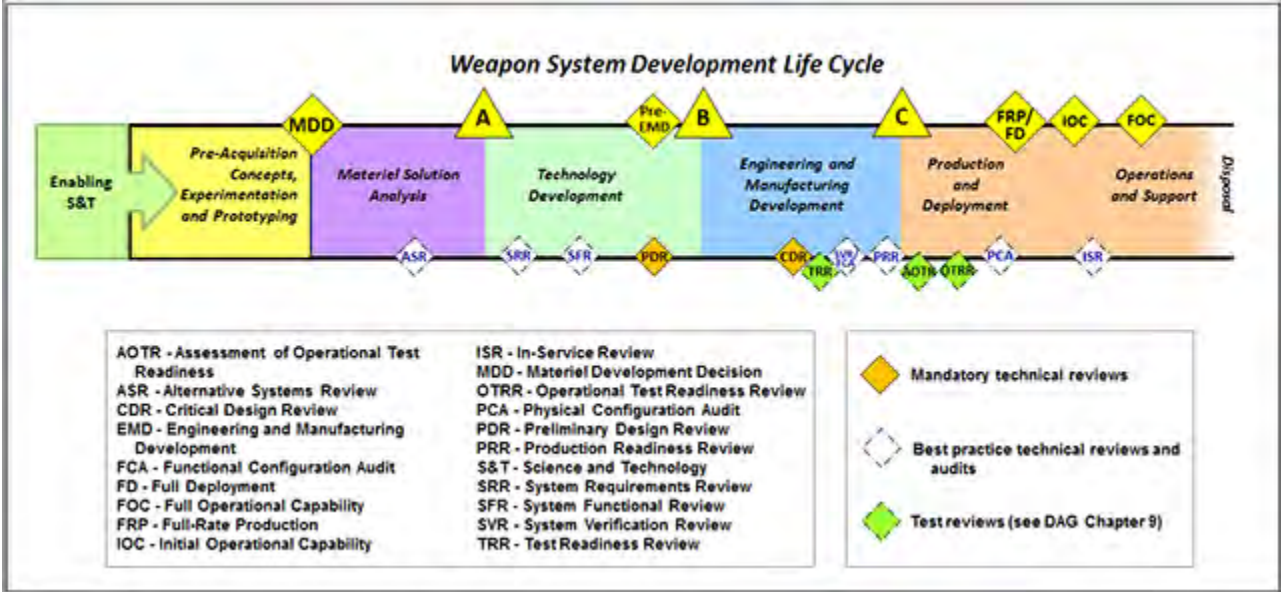 Weapon System Development Life Cycle
MDD
A
Pre-
EMD
B
C
FRP/
FD
IOC
FOC
Enabling
S&T
Pre-Acquisition
Concepts,
Experimentation
and Prototyping
Materiel Solution
Analysis
Technology
Development
Engineering and
Manufacturing
Development
Production
and
Deployment
Operations
and Support
Disposal
ASR
SRR
SFR
PDR
CDR
TRR
SVR/
FCA
PRR
AOTR
OTRR
PCA
ISR
AOTR - Assessment of Operational Test
Readiness
ASR - Alternative Systems Review
CDR - Critical Design Review
EMD - Engineering and Manufacturing
Development
FCA - Functional Configuration Audit
FD - Full Deployment
FOC - Full Operational Capability
FRP - Full-Rate Production
IOC - Initial Operational Capability
ISR - In-Service Review
MDD - Materiel Development Decision
OTRR - Operational Test Readiness Review
PCA - Physical Configuration Audit
PDR - Preliminary Design Review
PRR - Production Readiness Review
S&T - Science and Technology
SRR - System Requirements Review
SFR - System Functional Review
SVR - System Verification Review
TRR - Test Readiness Review
Mandatory technical reviews
Best practice technical reviews and
audits
Test reviews (see DAG Chapter 9)